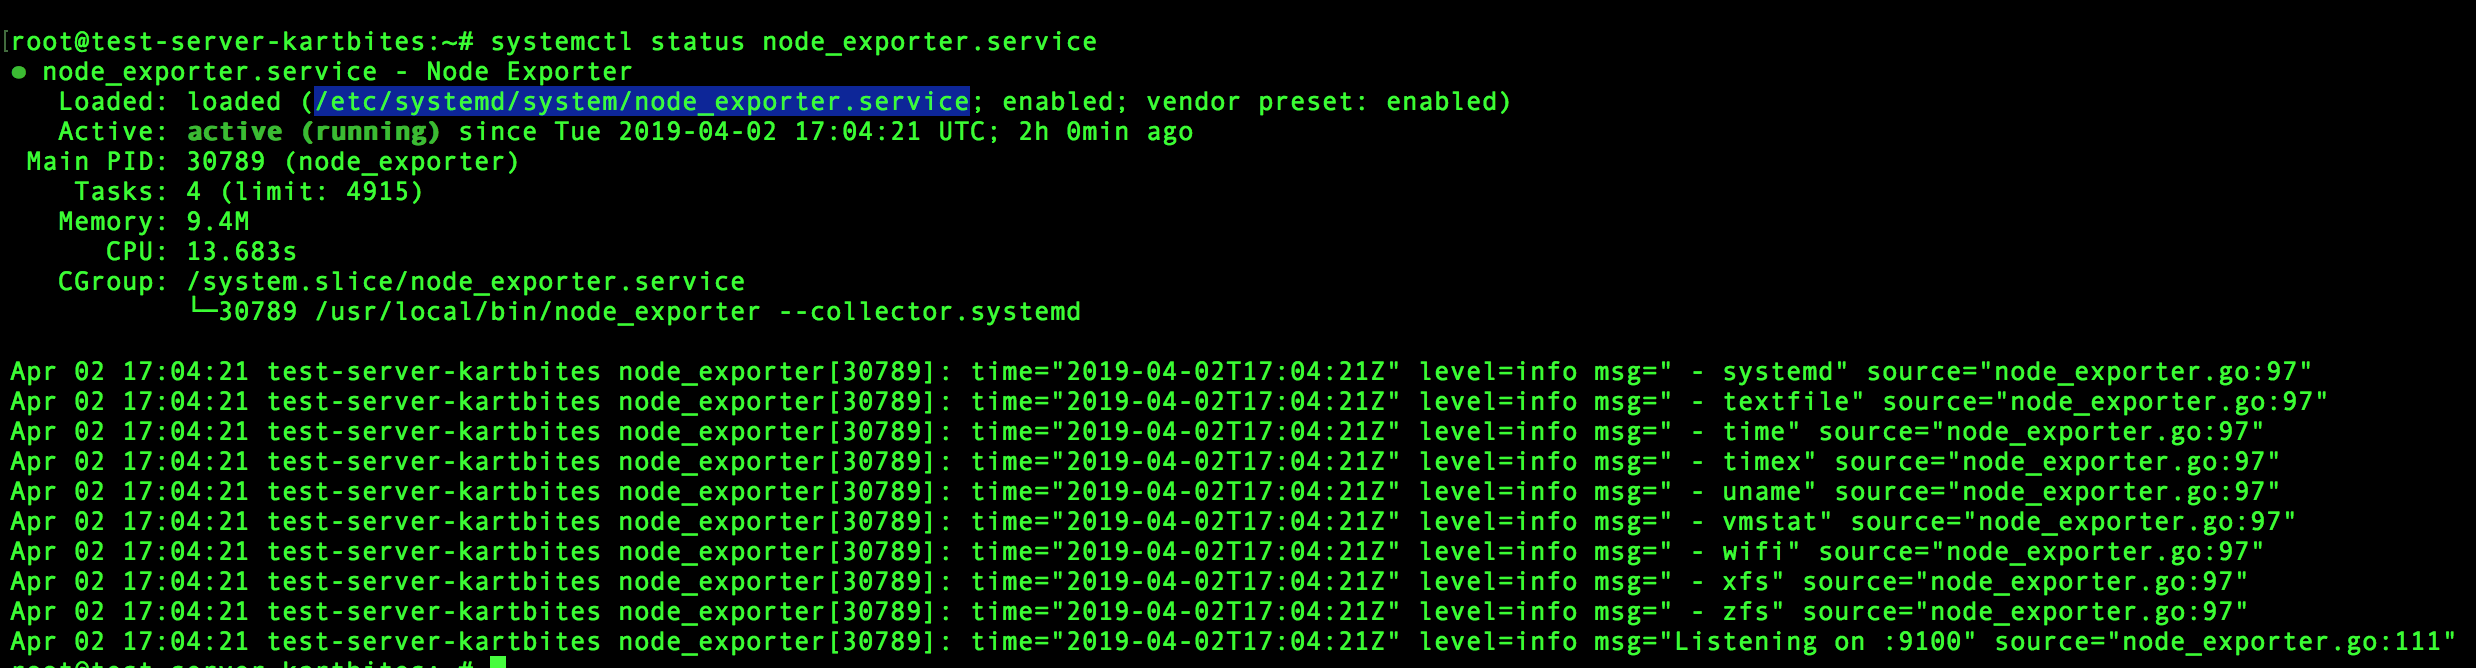 [root@test-server-kartbites:~# systemctl status node_exporter.service
● node_exporter.service - Node Exporter
   Loaded: loaded (/etc/systemd/system/node_exporter.service; enabled; vendor preset: enabled)
   Active: active (running) since Tue 2019-04-02 17:04:21 UTC; 2h 0min ago
 Main PID: 30789 (node_exporter)
    Tasks: 4 (limit: 4915)
   Memory: 9.4M
      CPU: 13.683s
   CGroup: /system.slice/node_exporter.service
           └─30789 /usr/local/bin/node_exporter --collector.systemd

Apr 02 17:04:21 test-server-kartbites node_exporter[30789]: time="2019-04-02T17:04:21Z" level=info msg=" - systemd" source="node_exporter.go:97"
Apr 02 17:04:21 test-server-kartbites node_exporter[30789]: time="2019-04-02T17:04:21Z" level=info msg=" - textfile" source="node_exporter.go:97"
Apr 02 17:04:21 test-server-kartbites node_exporter[30789]: time="2019-04-02T17:04:21Z" level=info msg=" - time" source="node_exporter.go:97"
Apr 02 17:04:21 test-server-kartbites node_exporter[30789]: time="2019-04-02T17:04:21Z" level=info msg=" - timex" source="node_exporter.go:97"
Apr 02 17:04:21 test-server-kartbites node_exporter[30789]: time="2019-04-02T17:04:21Z" level=info msg=" - uname" source="node_exporter.go:97"
Apr 02 17:04:21 test-server-kartbites node_exporter[30789]: time="2019-04-02T17:04:21Z" level=info msg=" - vmstat" source="node_exporter.go:97"
Apr 02 17:04:21 test-server-kartbites node_exporter[30789]: time="2019-04-02T17:04:21Z" level=info msg=" - wifi" source="node_exporter.go:97"
Apr 02 17:04:21 test-server-kartbites node_exporter[30789]: time="2019-04-02T17:04:21Z" level=info msg=" - xfs" source="node_exporter.go:97"
Apr 02 17:04:21 test-server-kartbites node_exporter[30789]: time="2019-04-02T17:04:21Z" level=info msg=" - zfs" source="node_exporter.go:97"
Apr 02 17:04:21 test-server-kartbites node_exporter[30789]: time="2019-04-02T17:04:21Z" level=info msg="Listening on :9100" source="node_exporter.go:111"
root@test-server-kartbites:~#